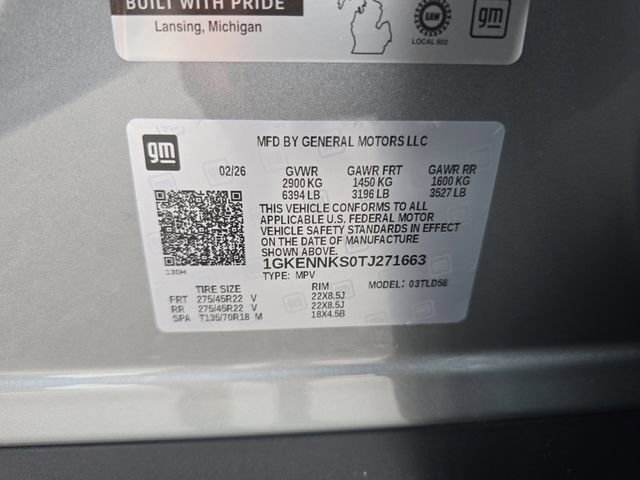 BUILT WITH PRIDE
Lansing, Michigan
UAW
LOCAL 602
gm
gm
MFD BY GENERAL MOTORS LLC
02/26 GVWR GAWR FRT GAWR RR
2900 KG 1450 KG 1600 KG
6394 LB 3196 LB 3527 LB
THIS VEHICLE CONFORMS TO ALL
APPLICABLE U.S. FEDERAL MOTOR
VEHICLE SAFETY STANDARDS IN EFFECT
ON THE DATE OF MANUFACTURE
SHOWN ABOVE.
1GKENNKS0TJ271663
130H
TYPE: MPV MODEL: 03TLD56
TIRE SIZE RIM
FRT 275/45R22 V 22X8.5J
RR 275/45R22 V 22X8.5J
SPA T135/70R18 M 18X4.5B